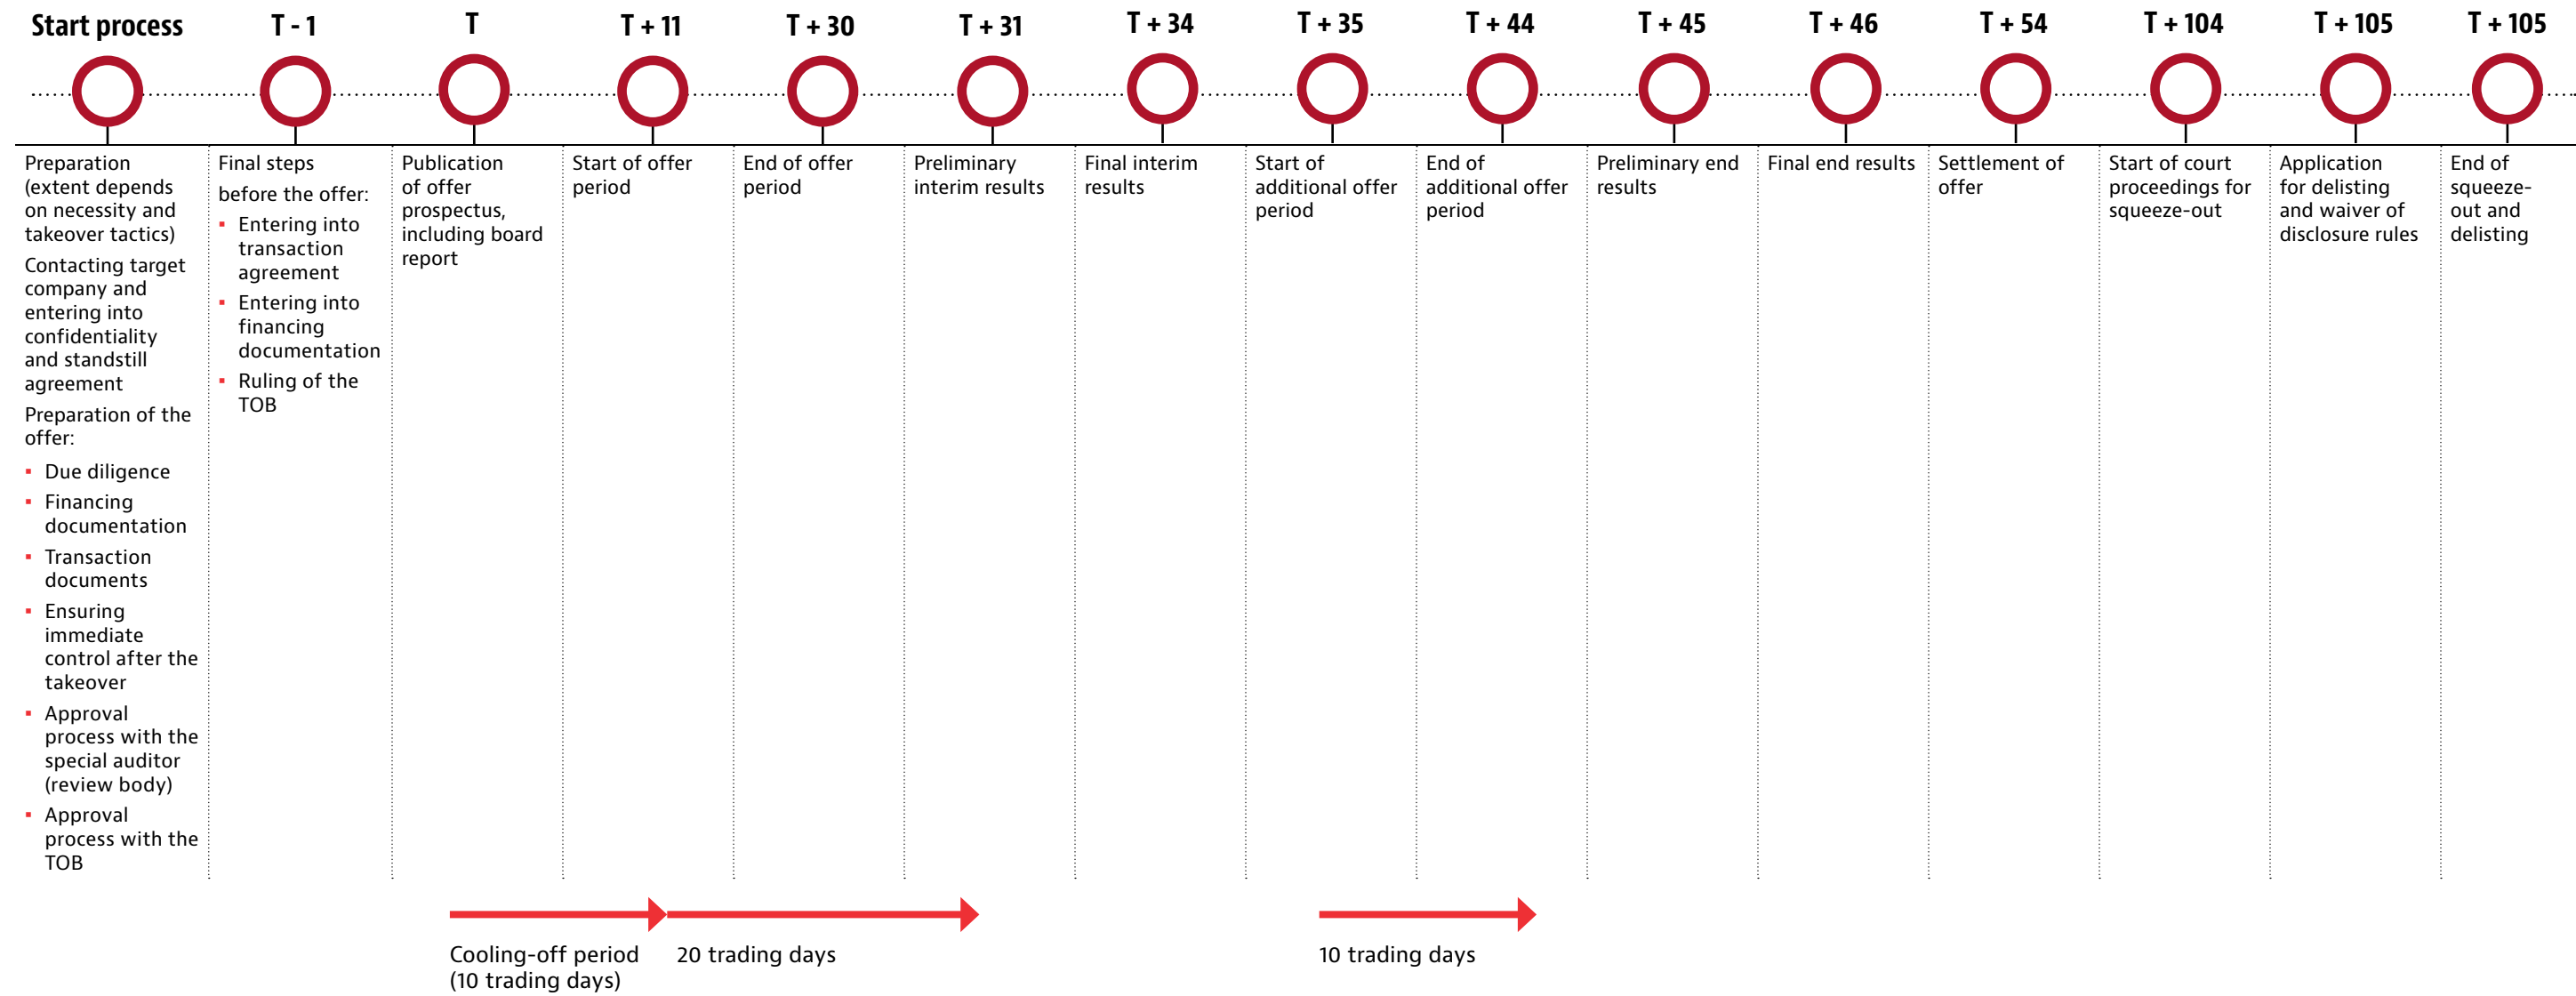 Start process
T - 1
T
T + 11
T + 30
T + 31
T + 34
T + 35
T + 44
T + 45
T + 46
T + 54
T + 104
T + 105
T + 105
Preparation
(extent depends
on necessity and
takeover tactics)
Contacting target
company and
entering into
confidentiality
and standstill
agreement
Preparation of the
offer:
▪ Due diligence
▪ Financing
documentation
▪ Transaction
documents
▪ Ensuring
immediate
control after the
takeover
▪ Approval
process with the
special auditor
(review body)
▪ Approval
process with the
TOB
Final steps
before the offer:
▪ Entering into
transaction
agreement
▪ Entering into
financing
documentation
▪ Ruling of the
TOB
Publication
of offer
prospectus,
including board
report
Start of offer
period
End of offer
period
Preliminary
interim results
Final interim
results
Start of
additional offer
period
End of
additional offer
period
Preliminary end
results
Final end results
Settlement of
offer
Start of court
proceedings for
squeeze-out
Application
for delisting
and waiver of
disclosure rules
End of
squeeze-
out and
delisting
Cooling-off period
(10 trading days)
20 trading days
10 trading days